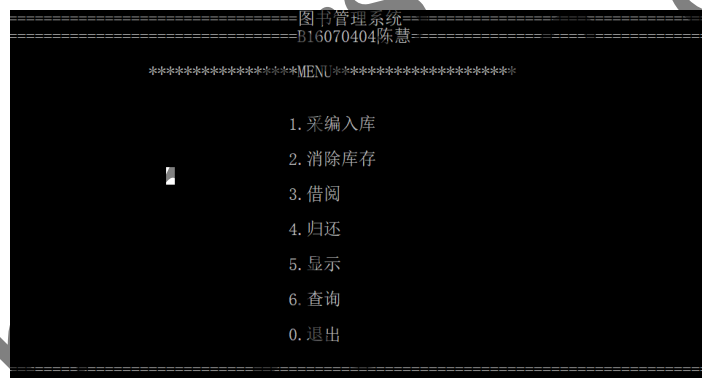 ==========图书管理系统==========
==========B16070404陈慧==========
*****************MENU*********************
1.采编入库
2.消除库存
3.借阅
4.归还
5.显示
6.查询
0.退出